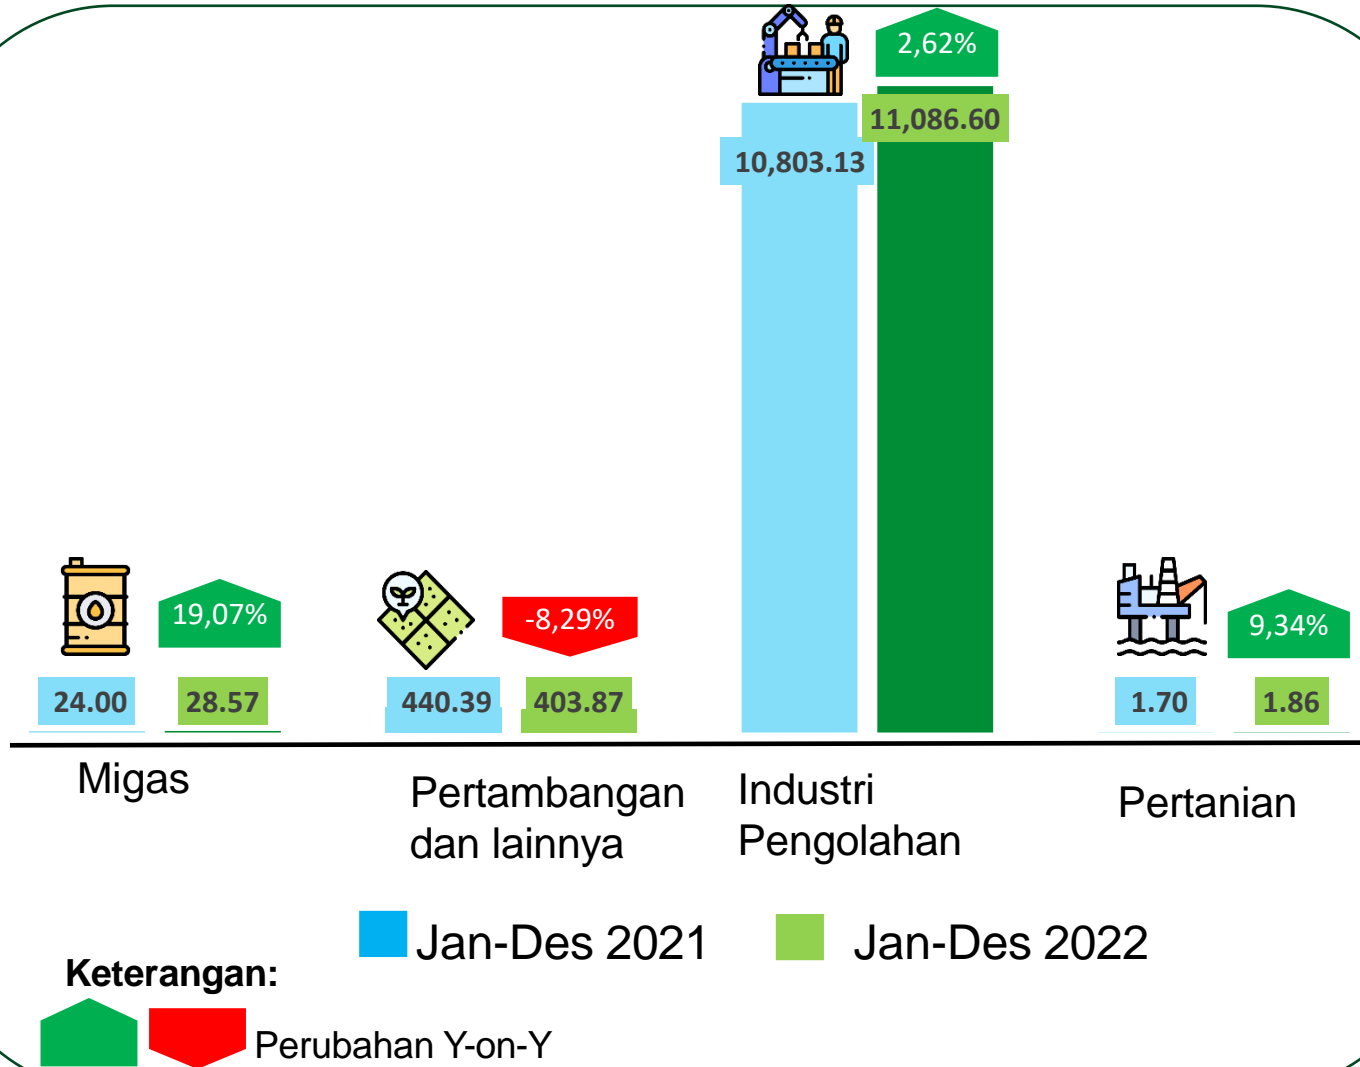 2,62%
11,086.60
10,803.13
19,07%
-8,29%
9,34%
24.00
28.57
440.39
403.87
1.70
1.86
Migas
Pertambangan
dan lainnya
Industri
Pengolahan
Pertanian
Jan-Des 2021
Jan-Des 2022
Keterangan:
Perubahan Y-on-Y